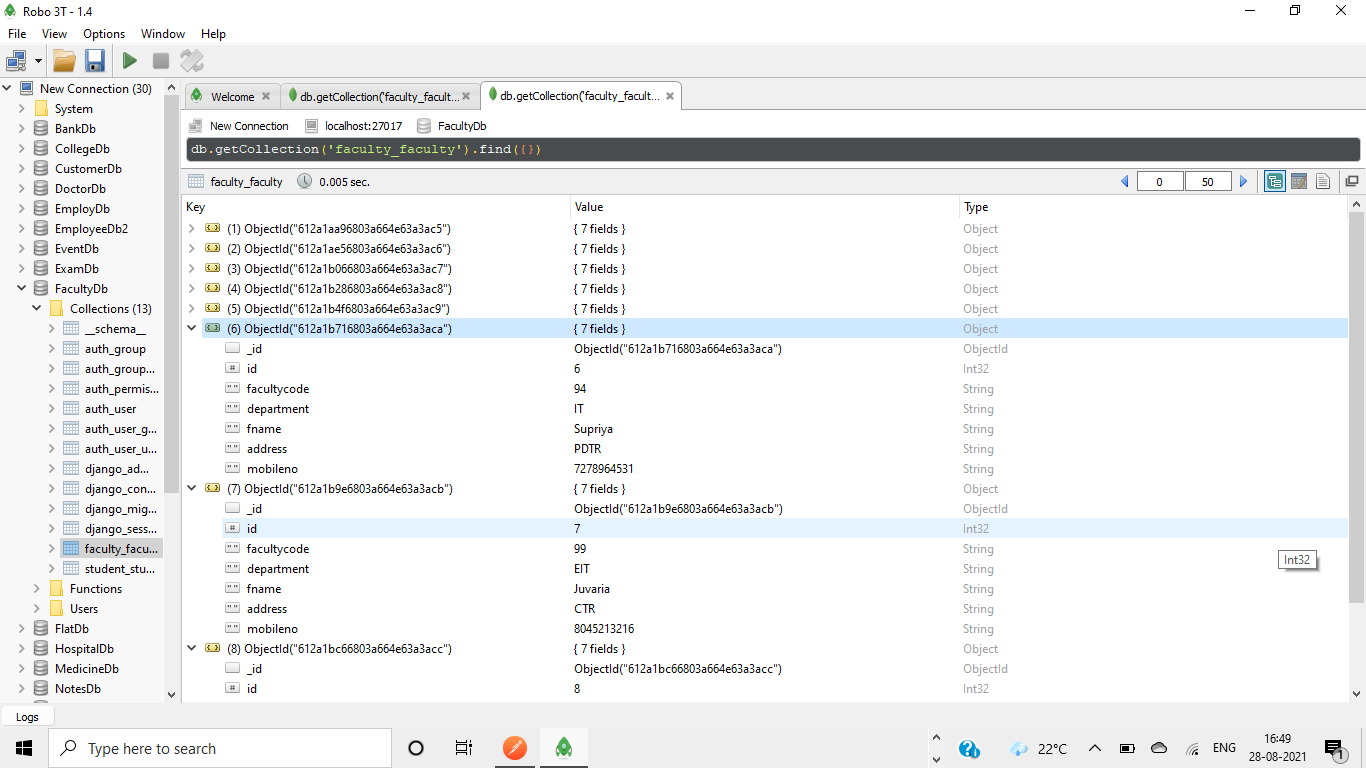 Robo 3T - 1.4
File View Options Window Help
New Connection (30)
System
BankDb
CollegeDb
CustomerDb
DoctorDb
EmployDb
EmployeeDb2
EventDb
ExamDb
FacultyDb
Collections (13)
__schema__
auth_group
auth_group...
auth_permis...
auth_user
auth_user_g...
auth_user_u...
django_ad...
django_con...
django_mig...
django_sess...
faculty_facu...
student_stu...
Functions
Users
FlatDb
HospitalDb
MedicineDb
NotesDb
Logs
Welcome db.getCollection('faculty_facult... db.getCollection('faculty_facult...
New Connection localhost:27017 FacultyDb
db.getCollection('faculty_faculty').find({})
faculty_faculty 0.005 sec. 0 50
Key Value Type
(1) ObjectId("612a1aa96803a664e63a3ac5") { 7 fields } Object
(2) ObjectId("612a1ae56803a664e63a3ac6") { 7 fields } Object
(3) ObjectId("612a1b066803a664e63a3ac7") { 7 fields } Object
(4) ObjectId("612a1b286803a664e63a3ac8") { 7 fields } Object
(5) ObjectId("612a1b4f6803a664e63a3ac9") { 7 fields } Object
(6) ObjectId("612a1b716803a664e63a3aca") { 7 fields } Object
_id ObjectId("612a1b716803a664e63a3aca") ObjectId
id 6 Int32
facultycode 94 String
department IT String
fname Supriya String
address PDTR String
mobileno 7278964531 String
(7) ObjectId("612a1b9e6803a664e63a3acb") { 7 fields } Object
_id ObjectId("612a1b9e6803a664e63a3acb") ObjectId
id 7 Int32
facultycode 99 String
department EIT String
fname Juvaria String
address CTR String
mobileno 8045213216 String
(8) ObjectId("612a1bc66803a664e63a3acc") { 7 fields } Object
_id ObjectId("612a1bc66803a664e63a3acc") ObjectId
id 8 Int32
Int32
Type here to search
22°C ENG 16:49
28-08-2021
1